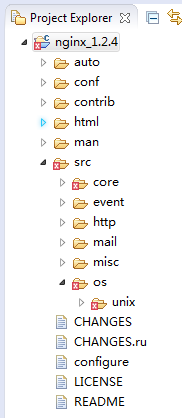 Project Explorer
nginx_1.2.4
auto
conf
contrib
html
man
src
core
event
http
mail
misc
os
unix
CHANGES
CHANGES.ru
configure
LICENSE
README